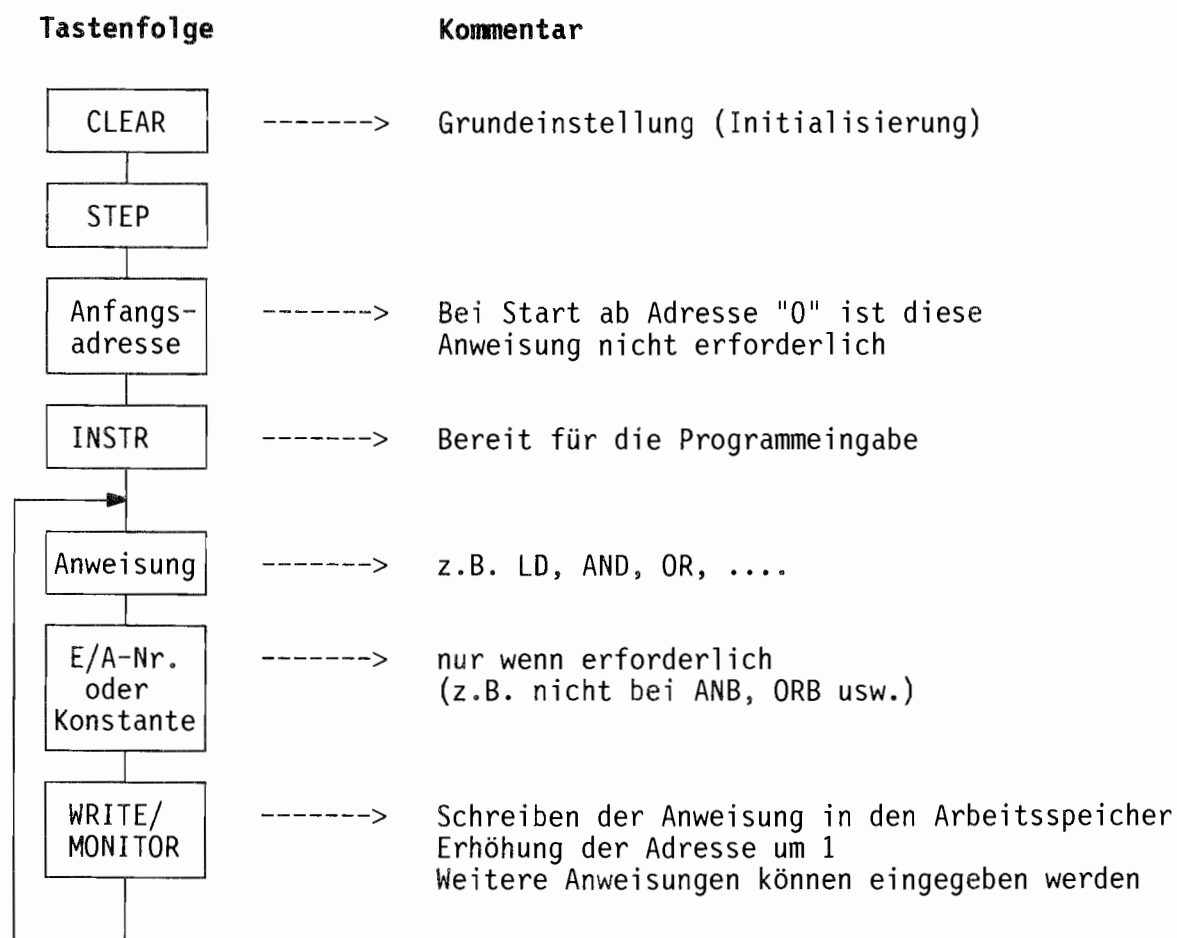 Tastenfolge Kommentar
CLEAR -------> Grundeinstellung (Initialisierung)
STEP
Anfangs- -------> Bei Start ab Adresse "0" ist diese
adresse Anweisung nicht erforderlich
INSTR -------> Bereit für die Programmeingabe
Anweisung -------> z.B. LD, AND, OR, ....
E/A-Nr. -------> nur wenn erforderlich
oder (z.B. nicht bei ANB, ORB usw.)
Konstante
WRITE/ -------> Schreiben der Anweisung in den Arbeitsspeicher
MONITOR Erhöhung der Adresse um 1
Weitere Anweisungen können eingegeben werden